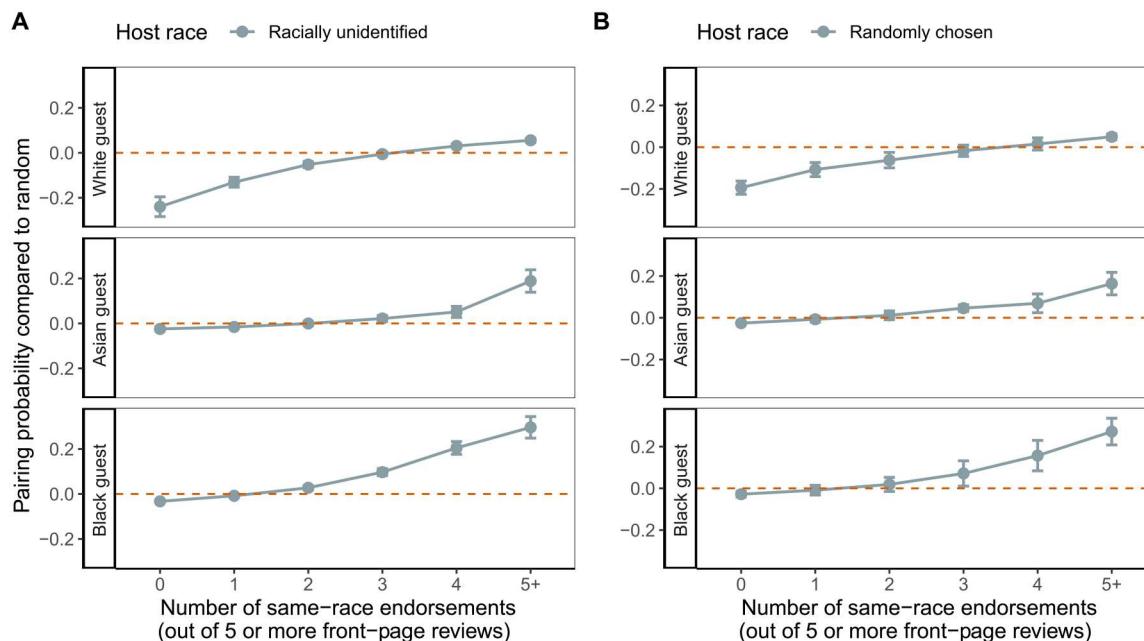 A
Host race
Racially unidentified
Pairing probability compared to random
White guest
0.2
0.0
−0.2
Asian guest
0.2
0.0
−0.2
Black guest
0.2
0.0
−0.2
0 1 2 3 4 5+
Number of same−race endorsements
(out of 5 or more front−page reviews)
B
Host race
Randomly chosen
White guest
0.2
0.0
−0.2
Asian guest
0.2
0.0
−0.2
Black guest
0.2
0.0
−0.2
0 1 2 3 4 5+
Number of same−race endorsements
(out of 5 or more front−page reviews)